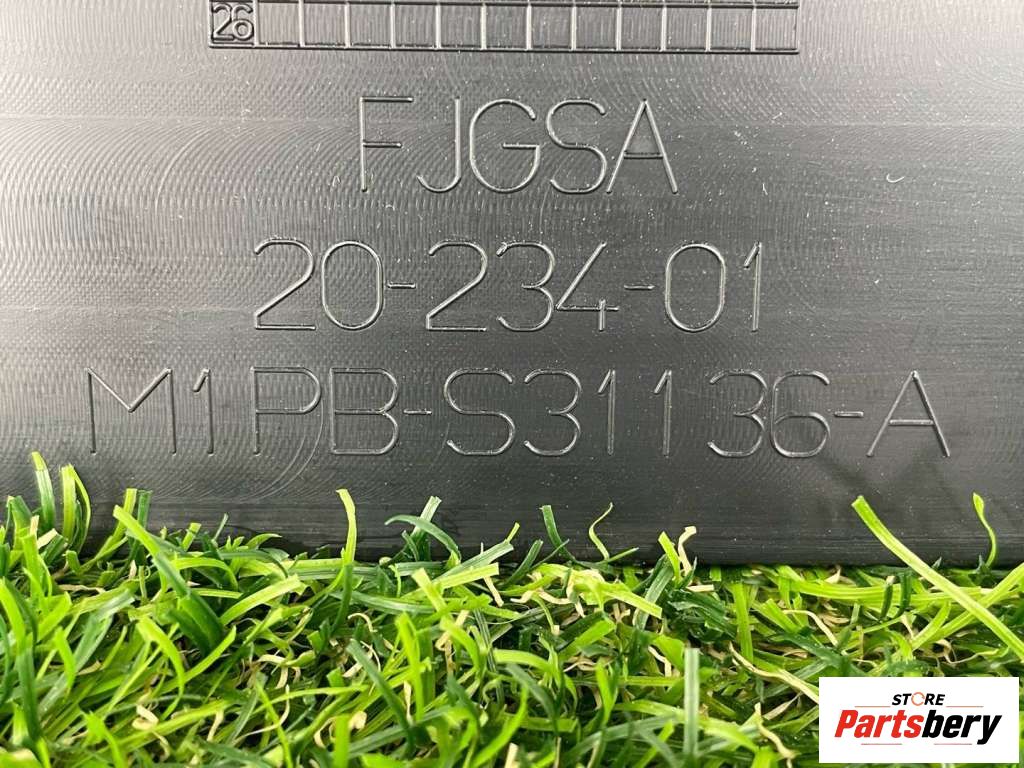 26
FJGSA
20-234-01
M1PB-S31136-A
STORE
Partsbery